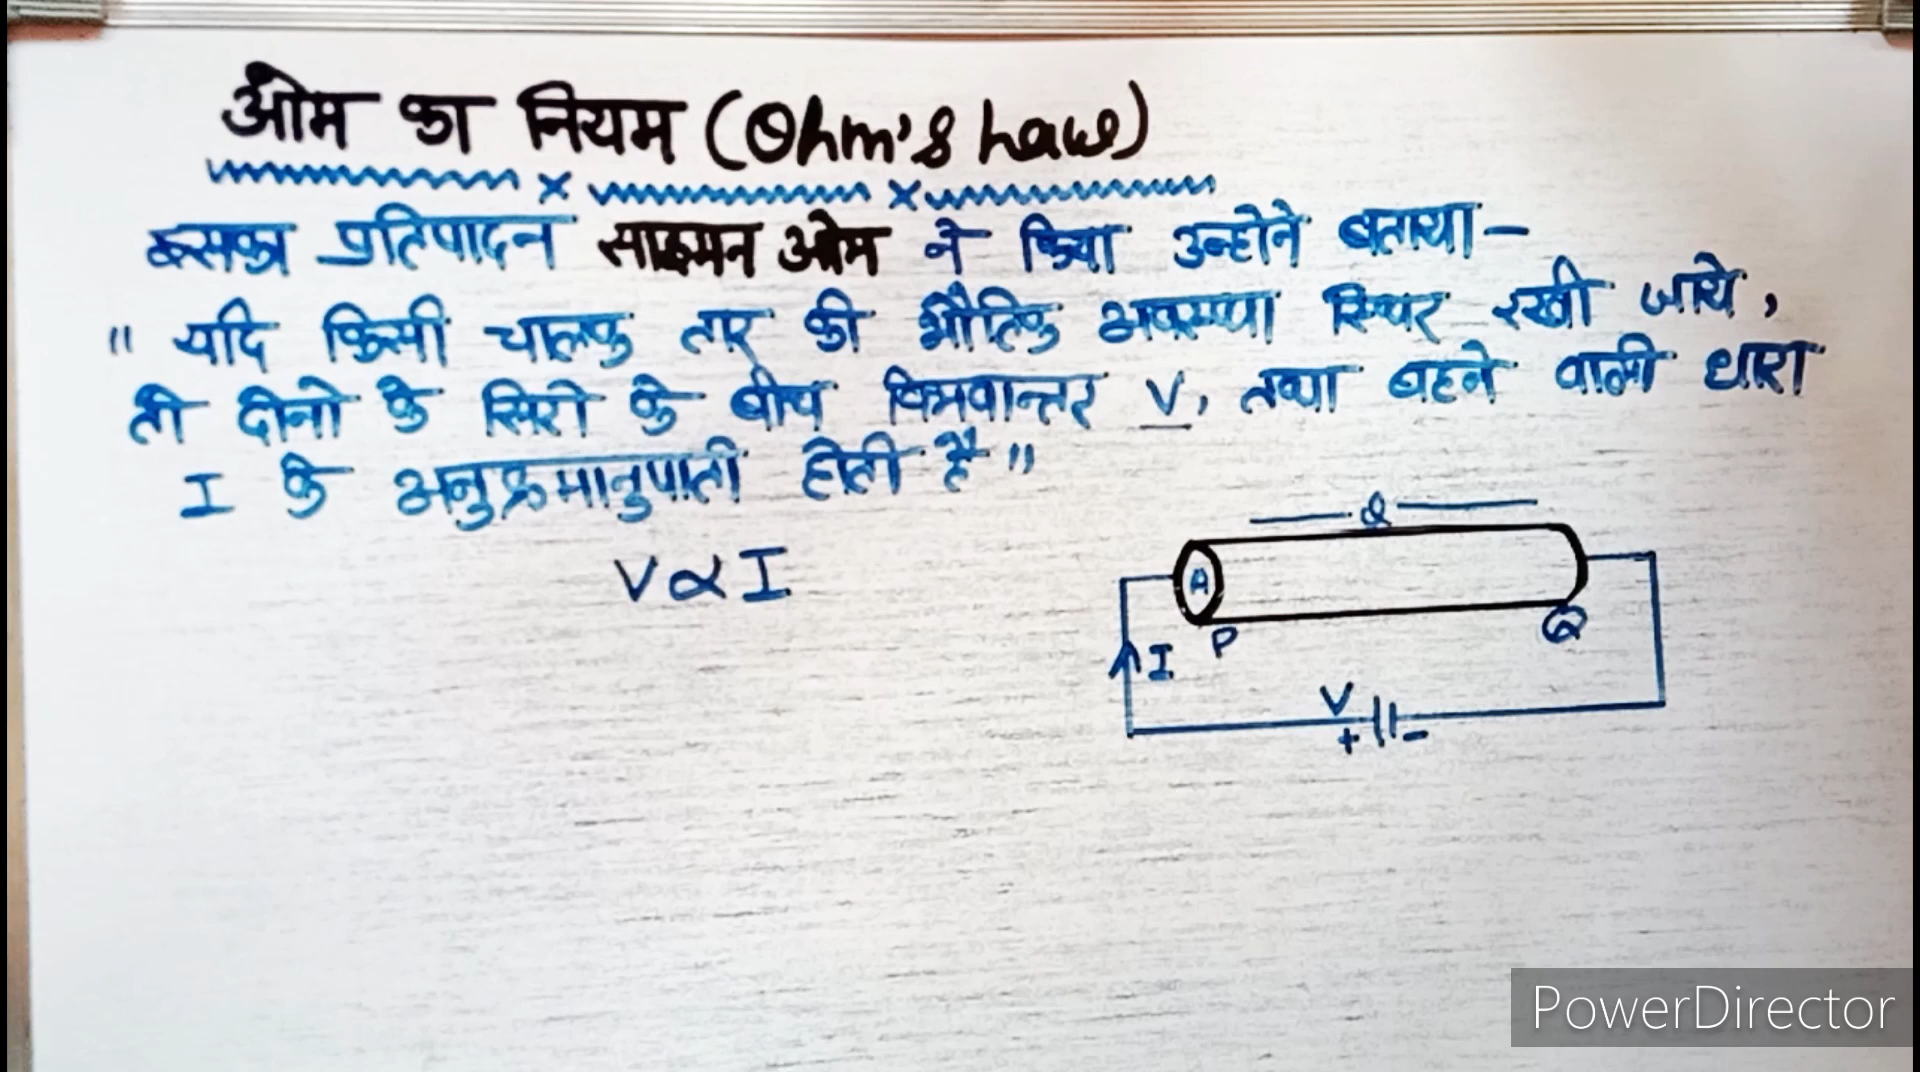 ओम का नियम (Ohm's Law)
इसका प्रतिपादन साइमन ओम ने किया उन्होने बताया-
" यदि किसी चालक तार की भौतिक अवस्था स्थिर रखी जाये,
तो दोनो के सिरो के बीच विभवान्तर V, तथा बहने वाली धारा
I के अनुक्रमानुपाती होती है "
V∝I
l
A
P
Q
I
V
+ -
PowerDirector